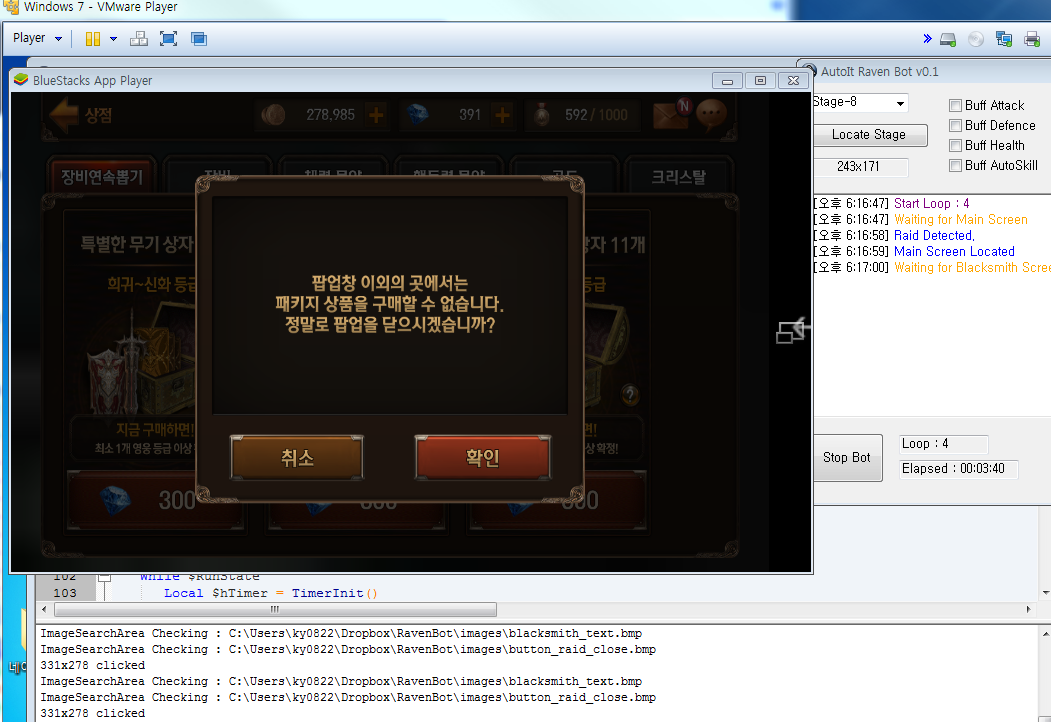 Windows 7 - VMware Player
Player
BlueStacks App Player
AutoIt Raven Bot v0.1
상점
278,985
391
592/1000
N
Stage-8
Locate Stage
243x171
Buff Attack
Buff Defence
Buff Health
Buff AutoSkill
장비연속뽑기
크리스탈
특별한 무기 상자
상자 11개
희귀~신화 등급
등급
팝업창 이외의 곳에서는
패키지 상품을 구매할 수 없습니다.
정말로 팝업을 닫으시겠습니까?
지금 구매하면!
최소 1개 영웅 등급 이상
상 확정!
취소
확인
300
[오후 6:16:47] Start Loop : 4
[오후 6:16:47] Waiting for Main Screen
[오후 6:16:58] Raid Detected,
[오후 6:16:59] Main Screen Located
[오후 6:17:00] Waiting for Blacksmith Scree
Stop Bot
Loop : 4
Elapsed : 00:03:40
102 While $RunState
103 Local $hTimer = TimerInit()
ImageSearchArea Checking : C:\Users\ky0822\Dropbox\RavenBot\images\blacksmith_text.bmp
ImageSearchArea Checking : C:\Users\ky0822\Dropbox\RavenBot\images\button_raid_close.bmp
331x278 clicked
ImageSearchArea Checking : C:\Users\ky0822\Dropbox\RavenBot\images\blacksmith_text.bmp
ImageSearchArea Checking : C:\Users\ky0822\Dropbox\RavenBot\images\button_raid_close.bmp
331x278 clicked